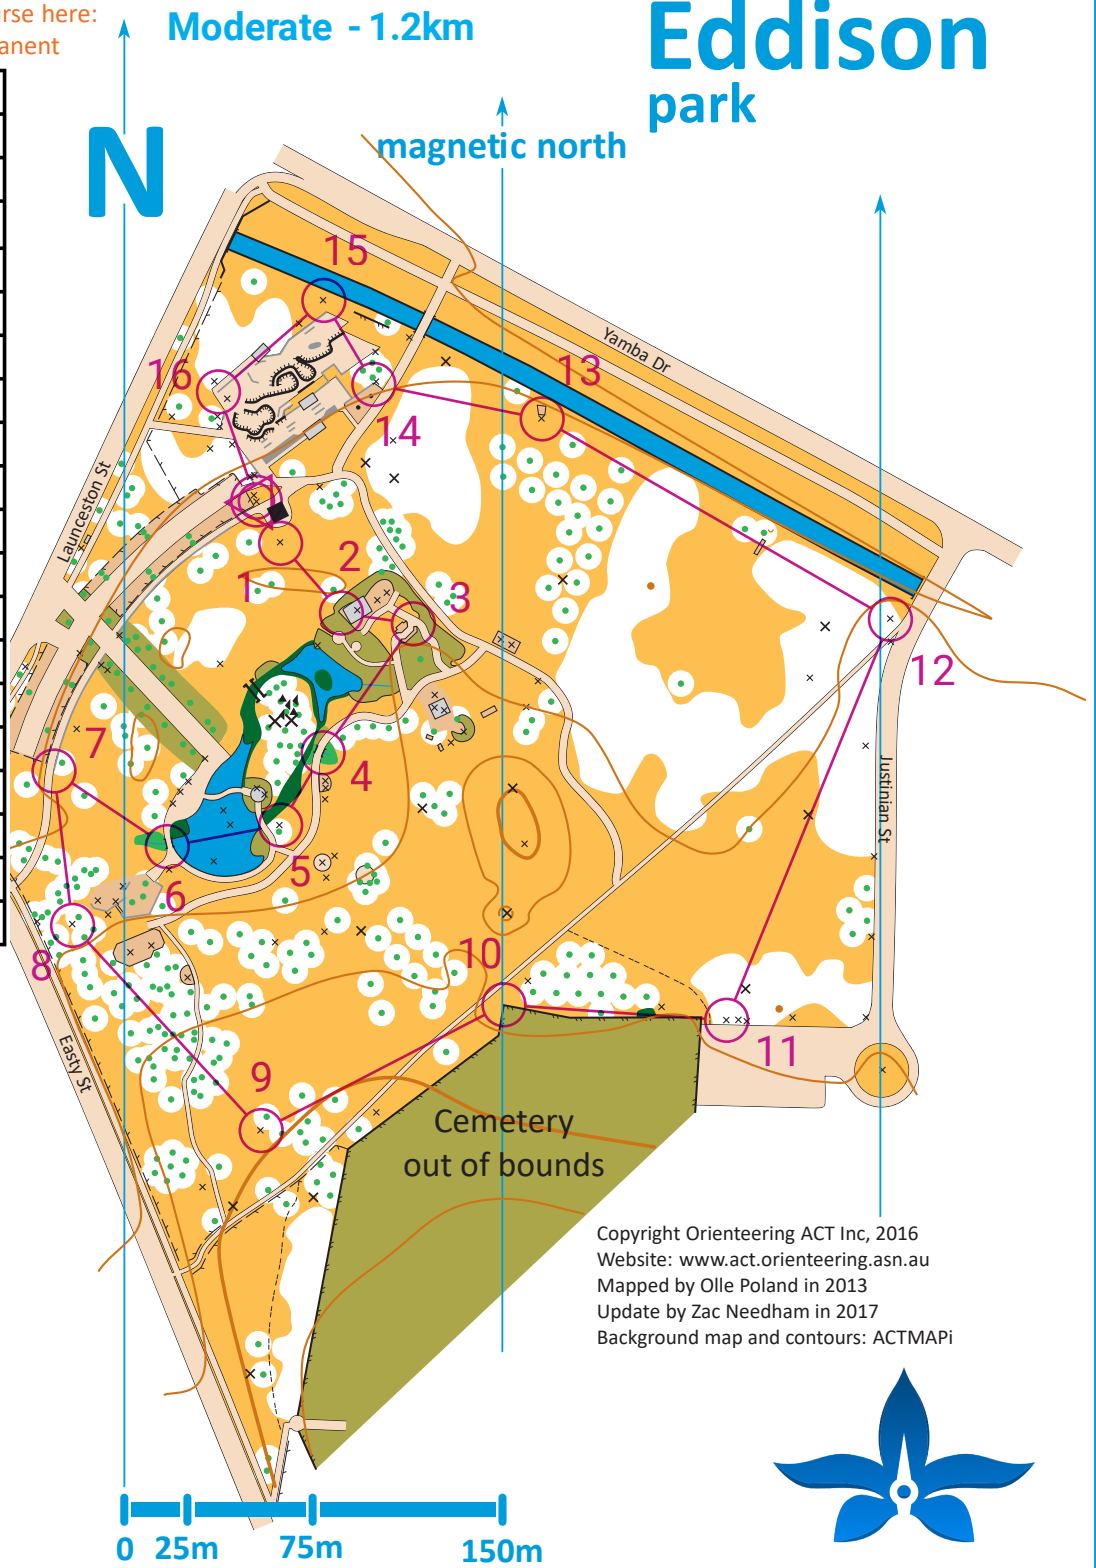 urse here:
anent
Moderate - 1.2km
Eddison
park
N
magnetic north
15
Yamba Dr
13
16
14
Launceston St
2
1
3
12
7
4
Justinian St
5
6
10
8
11
Easty St
9
Cemetery
out of bounds
Copyright Orienteering ACT Inc, 2016
Website: www.act.orienteering.asn.au
Mapped by Olle Poland in 2013
Update by Zac Needham in 2017
Background map and contours: ACTMAPi
0 25m 75m 150m